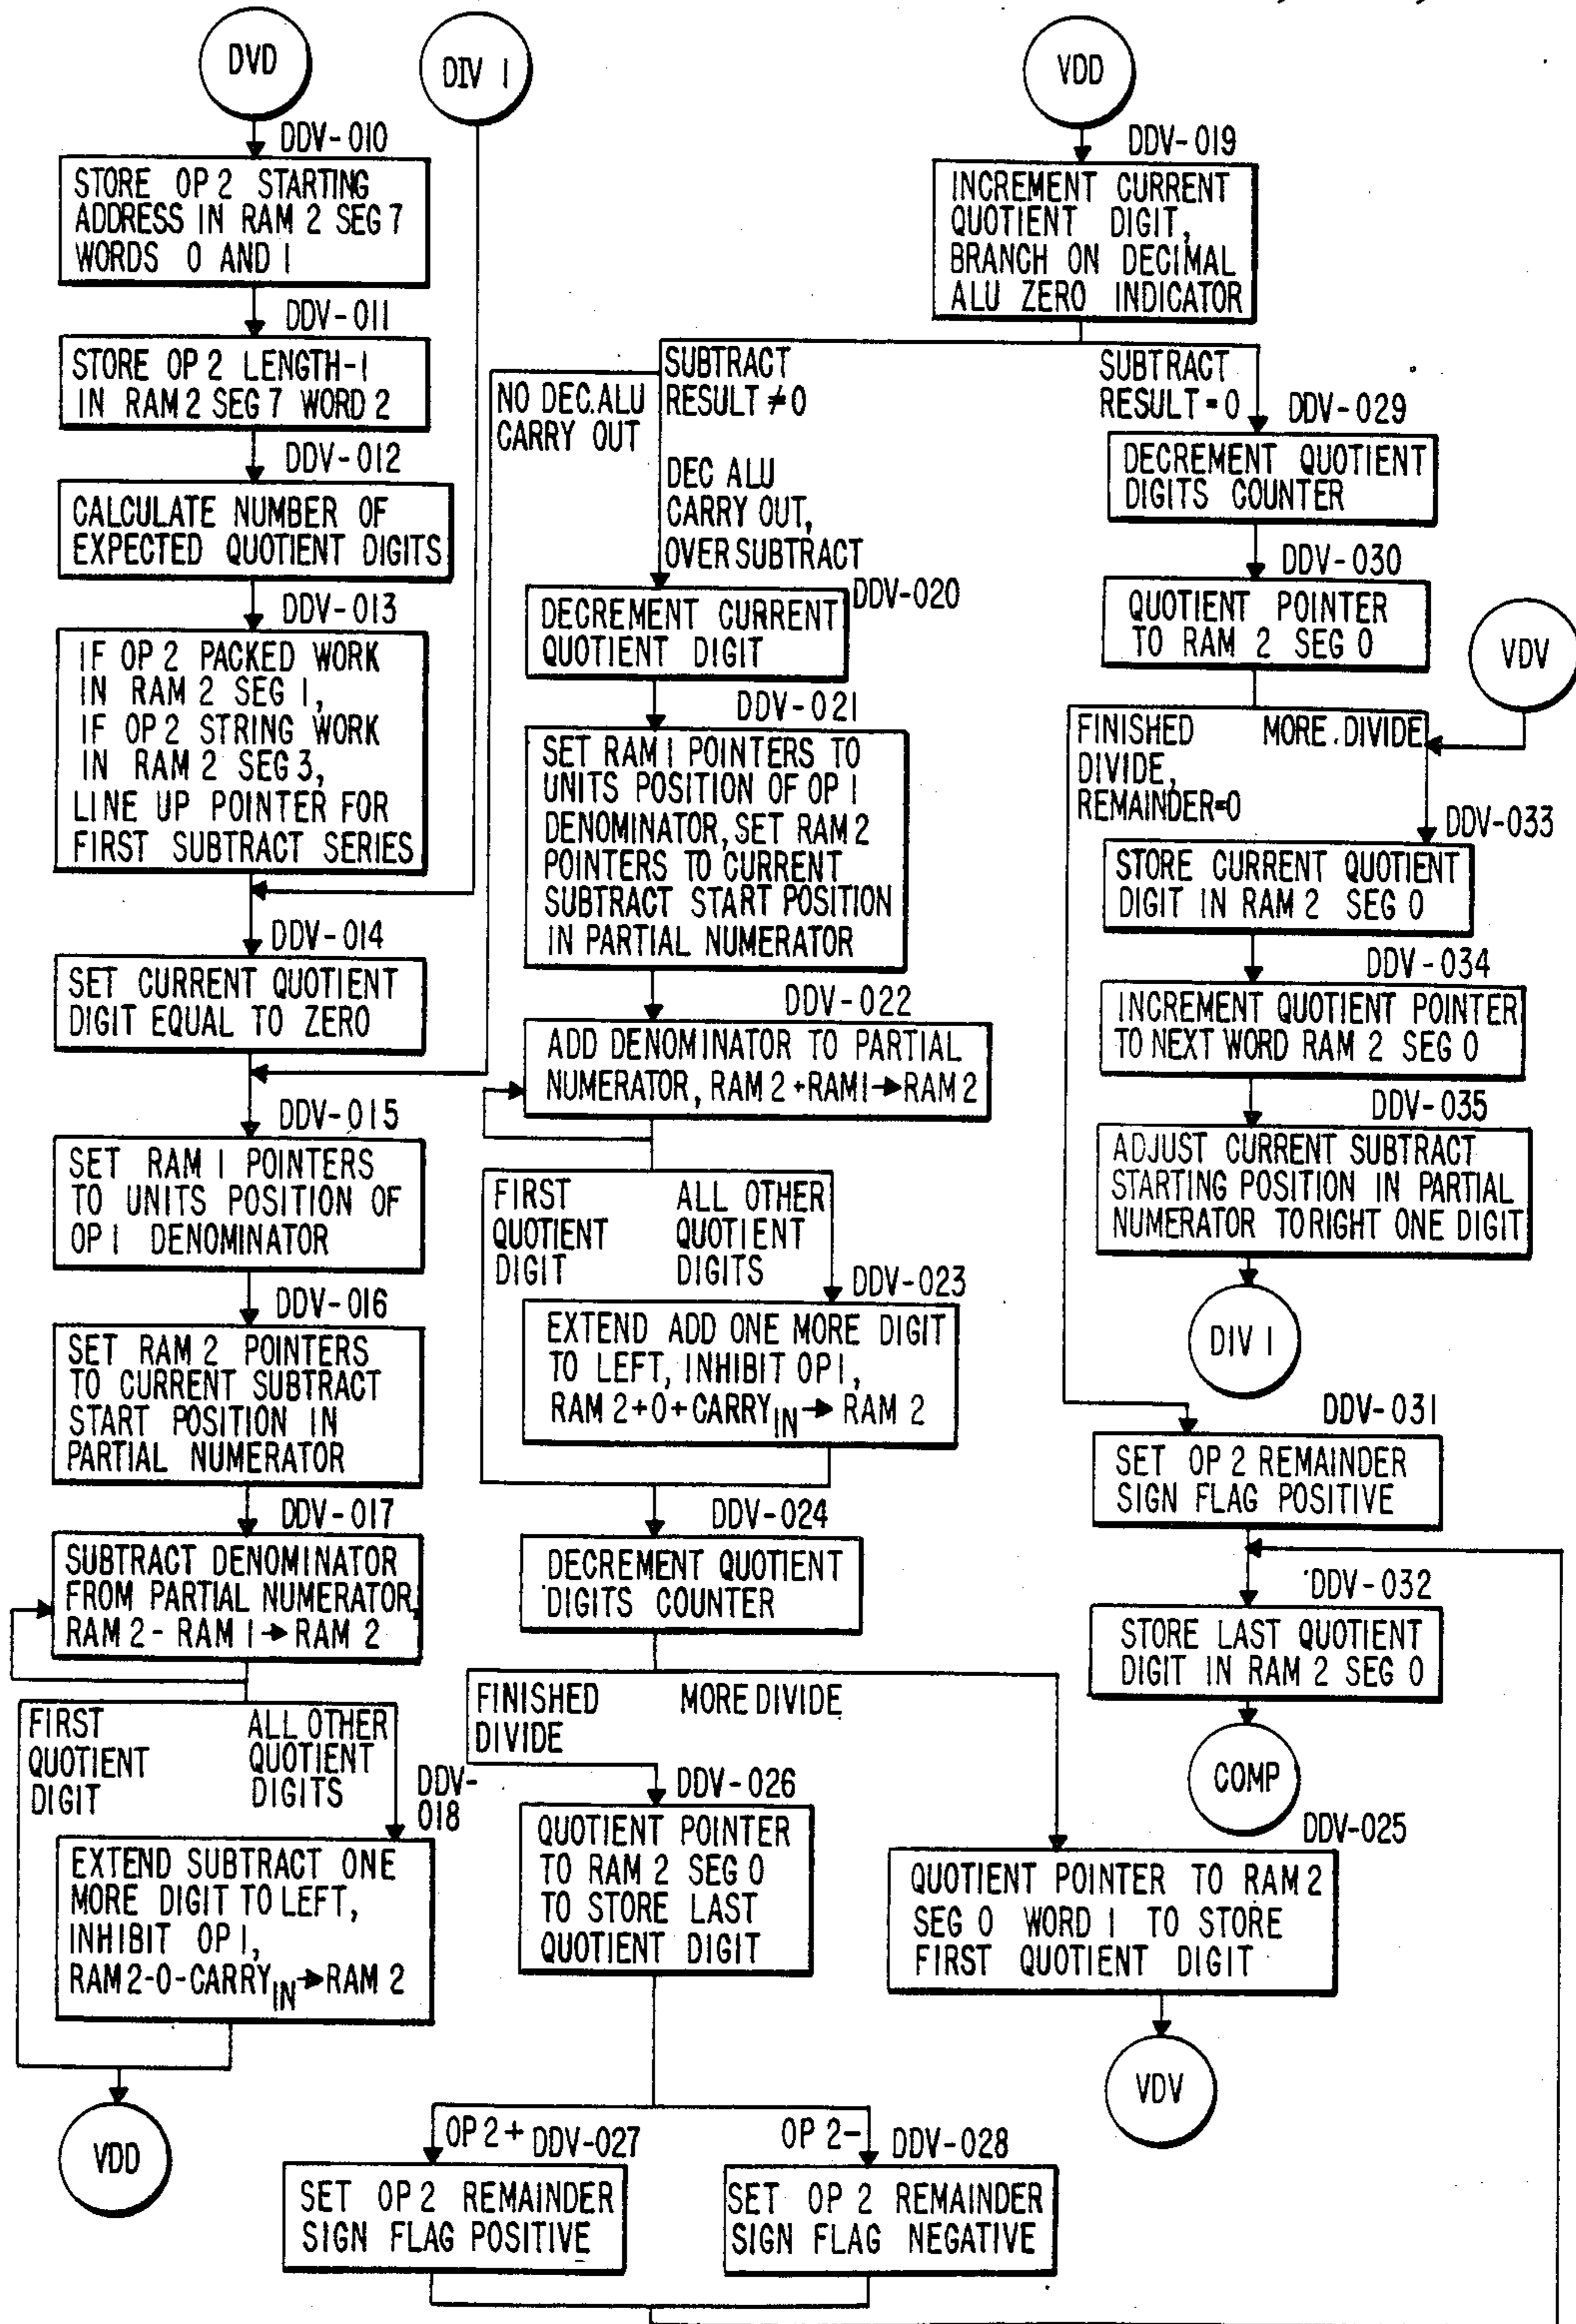 DVD
DDV-010
STORE OP 2 STARTING
ADDRESS IN RAM 2 SEG 7
WORDS 0 AND 1
DDV-011
STORE OP 2 LENGTH-1
IN RAM 2 SEG 7 WORD 2
DDV-012
CALCULATE NUMBER OF
EXPECTED QUOTIENT DIGITS
DDV-013
IF OP 2 PACKED WORK
IN RAM 2 SEG 1,
IF OP 2 STRING WORK
IN RAM 2 SEG 3,
LINE UP POINTER FOR
FIRST SUBTRACT SERIES
DIV 1
DDV-014
SET CURRENT QUOTIENT
DIGIT EQUAL TO ZERO
DDV-015
SET RAM 1 POINTERS
TO UNITS POSITION OF
OP 1 DENOMINATOR
DDV-016
SET RAM 2 POINTERS
TO CURRENT SUBTRACT
START POSITION IN
PARTIAL NUMERATOR
DDV-017
SUBTRACT DENOMINATOR
FROM PARTIAL NUMERATOR,
RAM 2 - RAM 1 → RAM 2
FIRST
QUOTIENT
DIGIT
ALL OTHER
QUOTIENT
DIGITS
DDV-
018
EXTEND SUBTRACT ONE
MORE DIGIT TO LEFT,
INHIBIT OP 1,
RAM 2-0-CARRY IN → RAM 2
VDD
VDD
DDV-019
INCREMENT CURRENT
QUOTIENT DIGIT,
BRANCH ON DECIMAL
ALU ZERO INDICATOR
SUBTRACT
RESULT ≠ 0
NO DEC. ALU
CARRY OUT
DEC ALU
CARRY OUT,
OVER SUBTRACT
DDV-020
DECREMENT CURRENT
QUOTIENT DIGIT
DDV-021
SET RAM 1 POINTERS TO
UNITS POSITION OF OP 1
DENOMINATOR, SET RAM 2
POINTERS TO CURRENT
SUBTRACT START POSITION
IN PARTIAL NUMERATOR
DDV-022
ADD DENOMINATOR TO PARTIAL
NUMERATOR, RAM 2 + RAM 1 → RAM 2
FIRST
QUOTIENT
DIGIT
ALL OTHER
QUOTIENT
DIGITS
DDV-023
EXTEND ADD ONE MORE DIGIT
TO LEFT, INHIBIT OP 1,
RAM 2+0+CARRY IN → RAM 2
DDV-024
DECREMENT QUOTIENT
DIGITS COUNTER
FINISHED
DIVIDE
MORE DIVIDE
DDV-026
QUOTIENT POINTER
TO RAM 2 SEG 0
TO STORE LAST
QUOTIENT DIGIT
OP 2+
DDV-027
SET OP 2 REMAINDER
SIGN FLAG POSITIVE
OP 2-
DDV-028
SET OP 2 REMAINDER
SIGN FLAG NEGATIVE
SUBTRACT
RESULT = 0
DDV-029
DECREMENT QUOTIENT
DIGITS COUNTER
DDV-030
QUOTIENT POINTER
TO RAM 2 SEG 0
VDV
FINISHED
DIVIDE,
REMAINDER=0
MORE DIVIDE
DDV-033
STORE CURRENT QUOTIENT
DIGIT IN RAM 2 SEG 0
DDV-034
INCREMENT QUOTIENT POINTER
TO NEXT WORD RAM 2 SEG 0
DDV-035
ADJUST CURRENT SUBTRACT
STARTING POSITION IN PARTIAL
NUMERATOR TO RIGHT ONE DIGIT
DIV 1
DDV-031
SET OP 2 REMAINDER
SIGN FLAG POSITIVE
DDV-032
STORE LAST QUOTIENT
DIGIT IN RAM 2 SEG 0
COMP
DDV-025
QUOTIENT POINTER TO RAM 2
SEG 0 WORD 1 TO STORE
FIRST QUOTIENT DIGIT
VDV